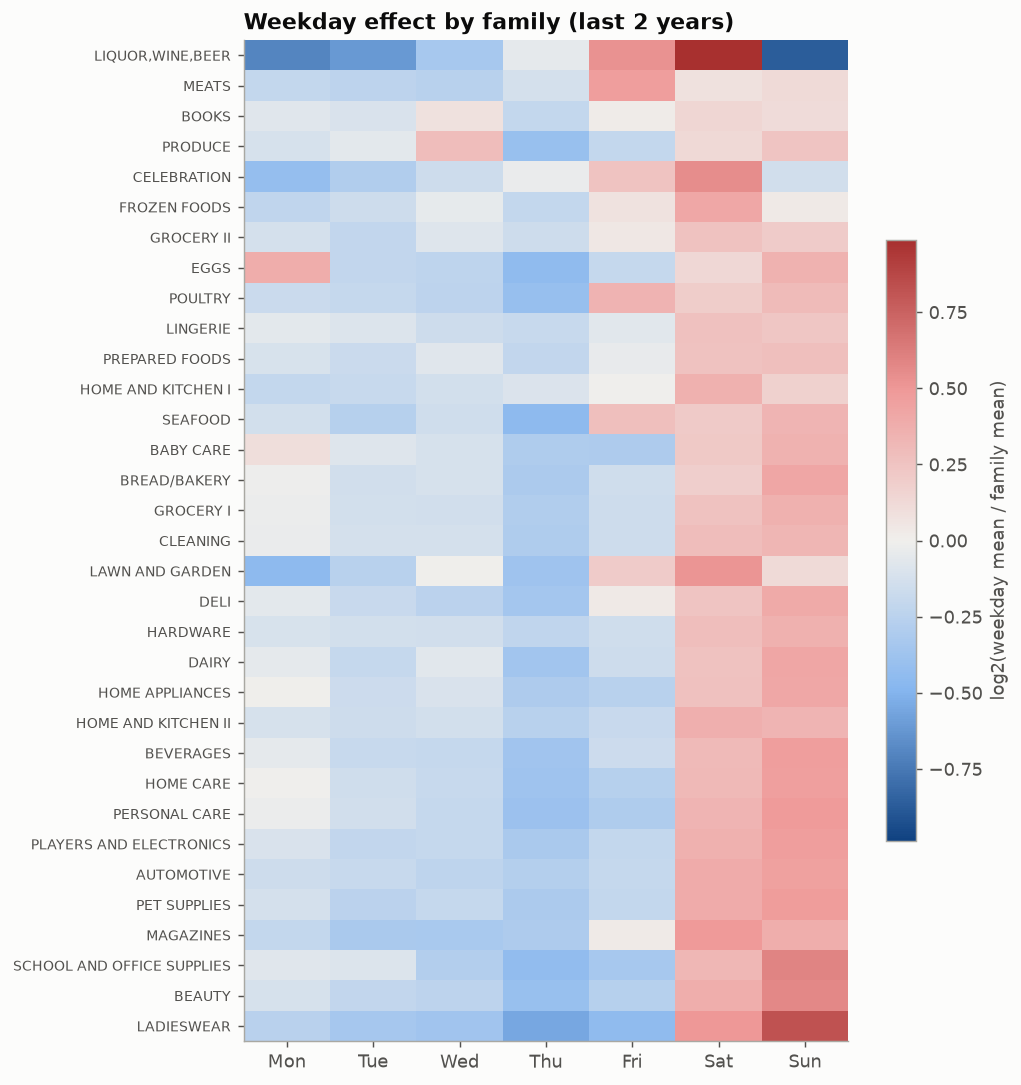 Weekday effect by family (last 2 years)
LIQUOR,WINE,BEER
MEATS
BOOKS
PRODUCE
CELEBRATION
FROZEN FOODS
GROCERY II
EGGS
POULTRY
LINGERIE
PREPARED FOODS
HOME AND KITCHEN I
SEAFOOD
BABY CARE
BREAD/BAKERY
GROCERY I
CLEANING
LAWN AND GARDEN
DELI
HARDWARE
DAIRY
HOME APPLIANCES
HOME AND KITCHEN II
BEVERAGES
HOME CARE
PERSONAL CARE
PLAYERS AND ELECTRONICS
AUTOMOTIVE
PET SUPPLIES
MAGAZINES
SCHOOL AND OFFICE SUPPLIES
BEAUTY
LADIESWEAR
Mon Tue Wed Thu Fri Sat Sun
0.75
0.50
0.25
0.00
−0.25
−0.50
−0.75
log2(weekday mean / family mean)